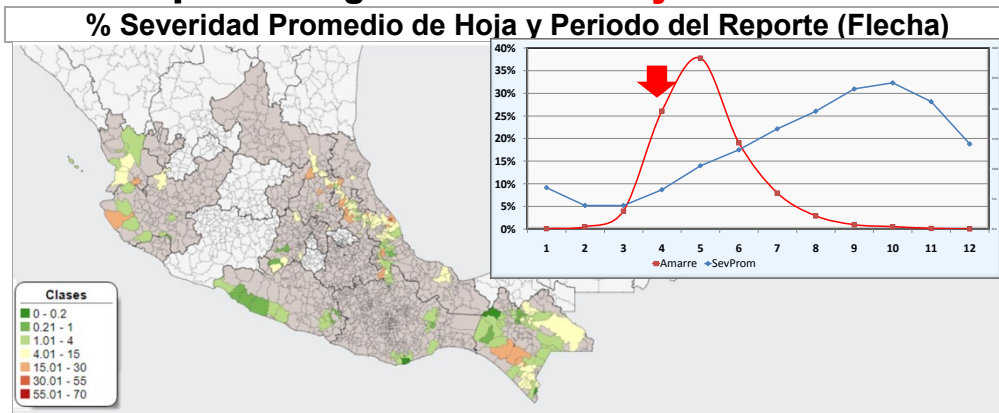 % Severidad Promedio de Hoja y Periodo del Reporte (Flecha)
40%
35%
30%
25%
20%
15%
10%
5%
0%
1 2 3 4 5 6 7 8 9 10 11 12
Amarre SevProm
Clases
0 - 0.2
0.21 - 1
1.01 - 4
4.01 - 15
15.01 - 30
30.01 - 55
55.01 - 70